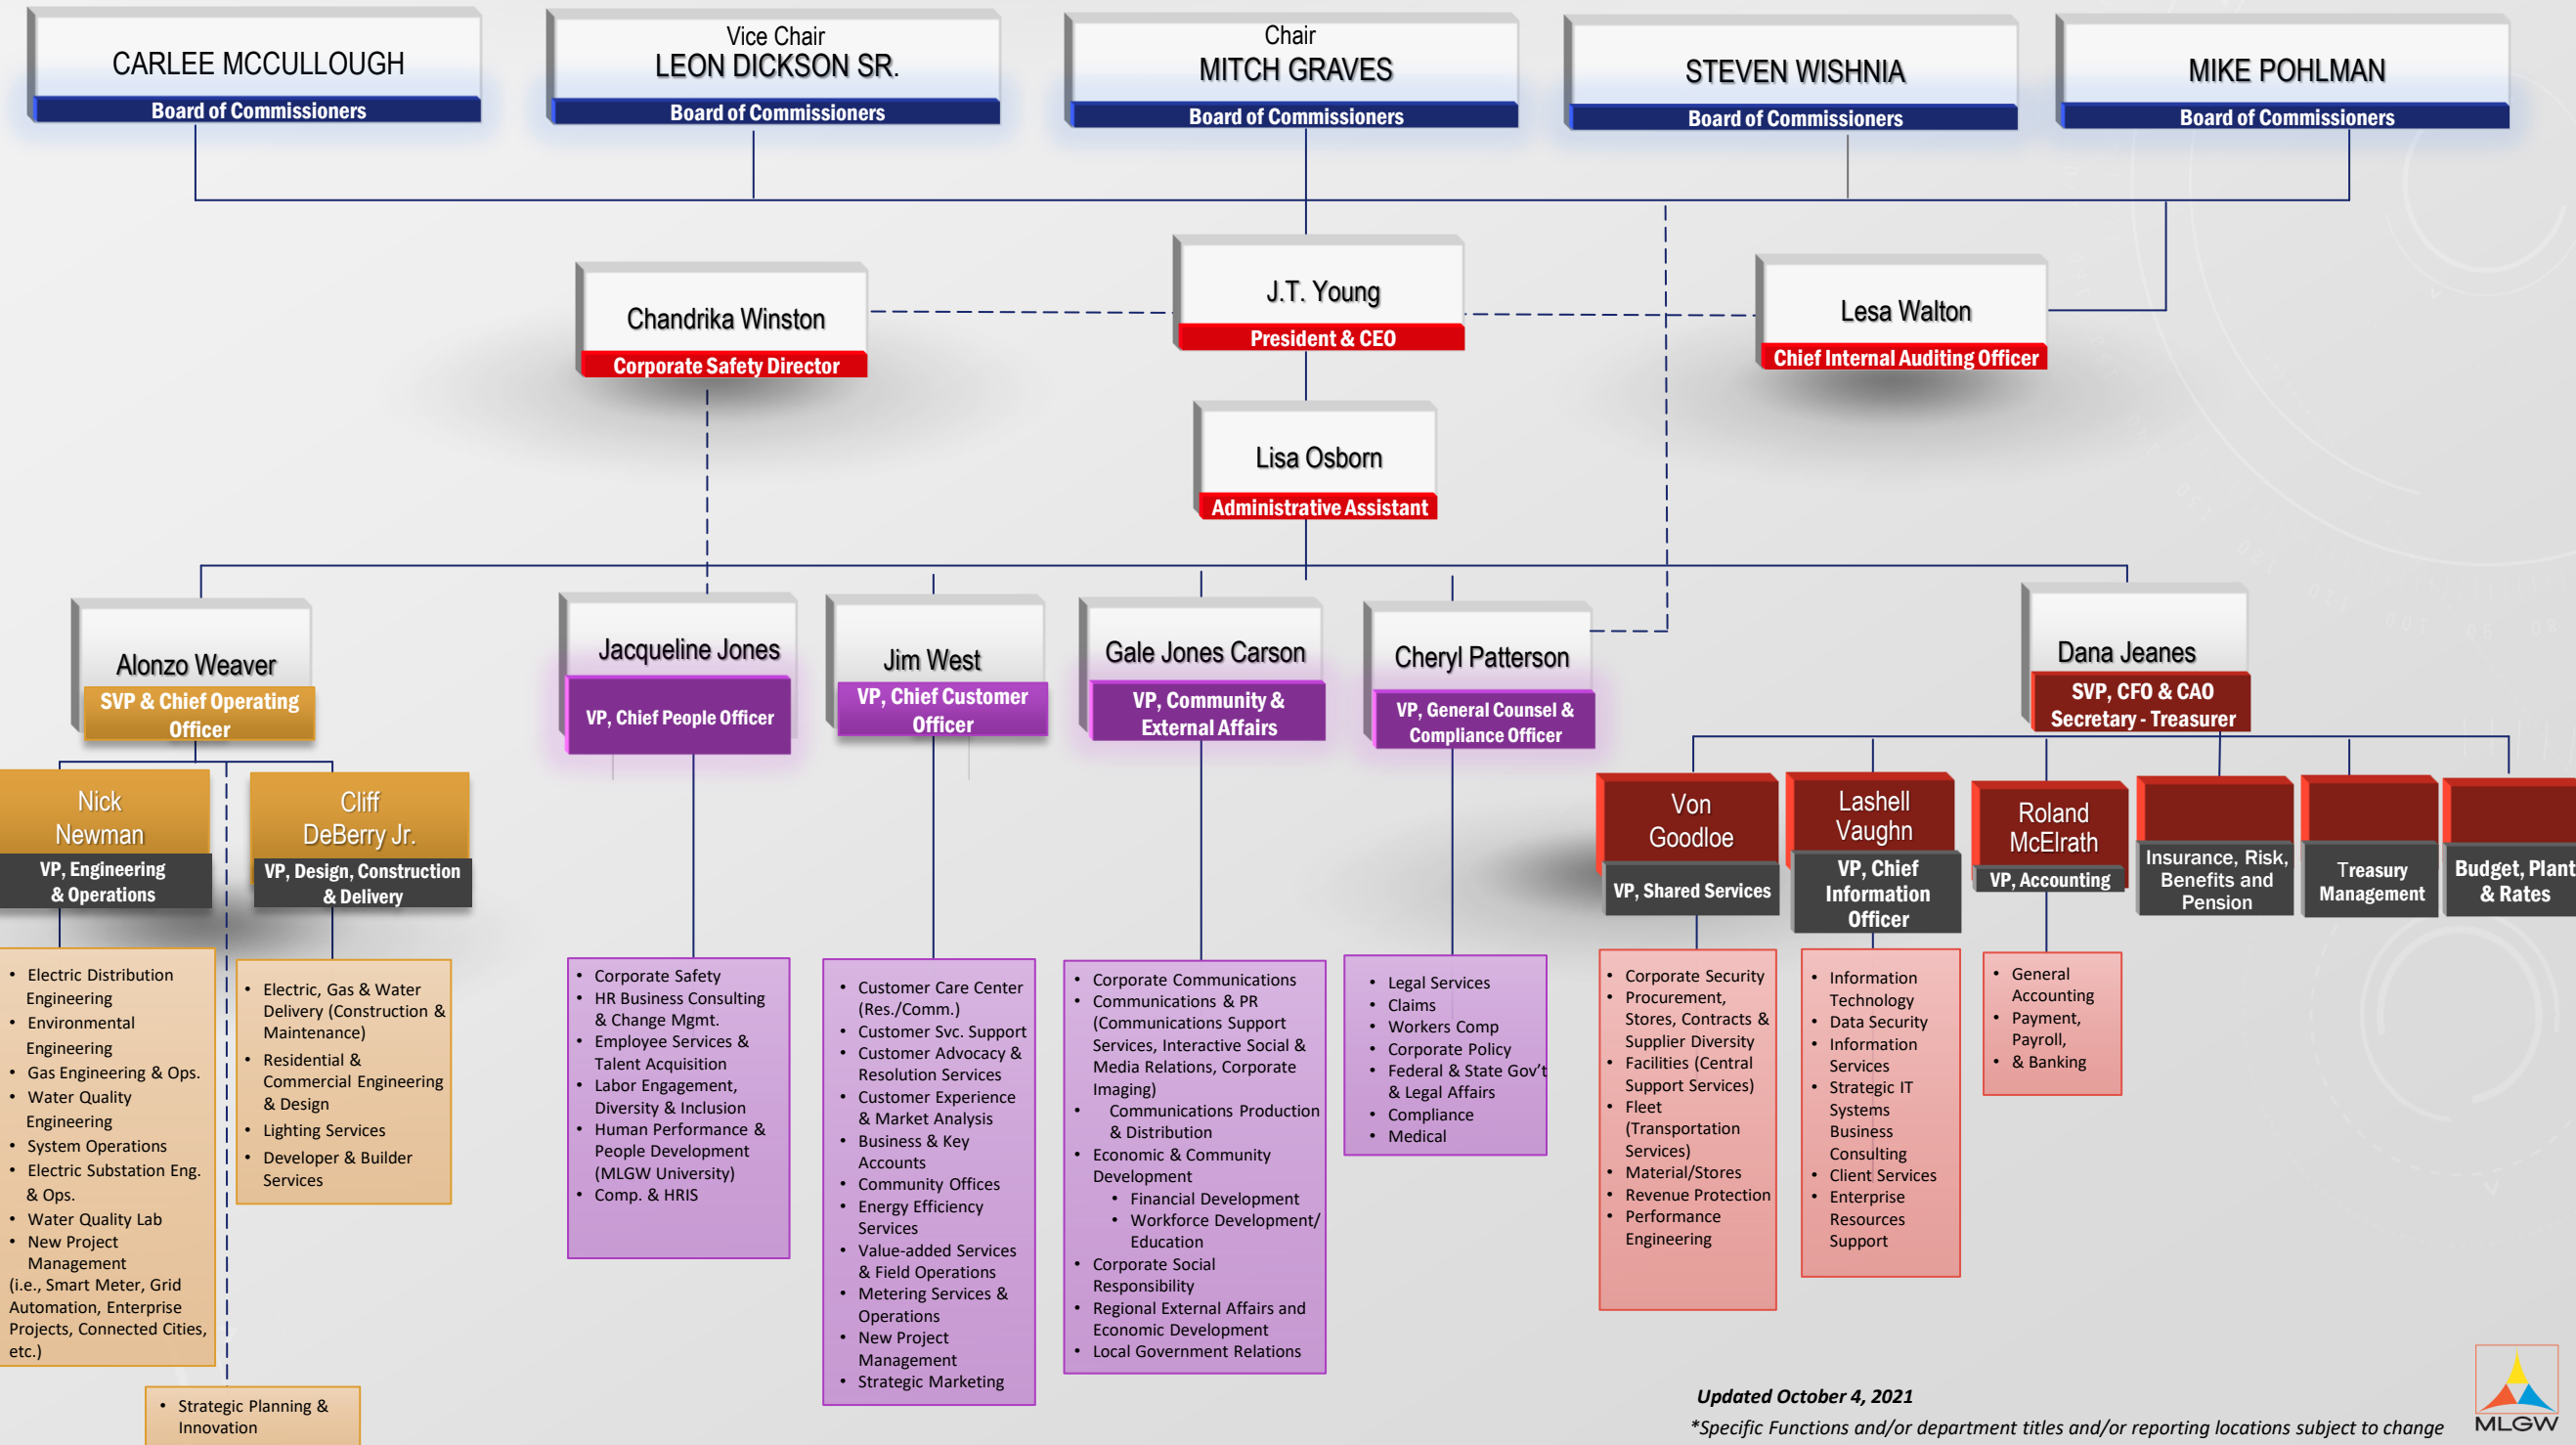 CARLEE MCCULLOUGH
Board of Commissioners
Vice Chair
LEON DICKSON SR.
Board of Commissioners
Chair
MITCH GRAVES
Board of Commissioners
STEVEN WISHNIA
Board of Commissioners
MIKE POHLMAN
Board of Commissioners
Chandrika Winston
Corporate Safety Director
J.T. Young
President & CEO
Lesa Walton
Chief Internal Auditing Officer
Lisa Osborn
Administrative Assistant
Alonzo Weaver
SVP & Chief Operating
Officer
Jacqueline Jones
VP, Chief People Officer
Jim West
VP, Chief Customer
Officer
Gale Jones Carson
VP, Community &
External Affairs
Cheryl Patterson
VP, General Counsel &
Compliance Officer
Dana Jeanes
SVP, CFO & CAO
Secretary - Treasurer
Nick
Newman
VP, Engineering
& Operations
Cliff
DeBerry Jr.
VP, Design, Construction
& Delivery
Von
Goodloe
VP, Shared Services
Lashell
Vaughn
VP, Chief
Information
Officer
Roland
McElrath
VP, Accounting
Insurance, Risk,
Benefits and
Pension
Treasury
Management
Budget, Plant
& Rates
• Electric Distribution
Engineering
• Environmental
Engineering
• Gas Engineering & Ops.
• Water Quality
Engineering
• System Operations
• Electric Substation Eng.
& Ops.
• Water Quality Lab
• New Project
Management
(i.e., Smart Meter, Grid
Automation, Enterprise
Projects, Connected Cities,
etc.)
• Electric, Gas & Water
Delivery (Construction &
Maintenance)
• Residential &
Commercial Engineering
& Design
• Lighting Services
• Developer & Builder
Services
• Strategic Planning &
Innovation
• Corporate Safety
• HR Business Consulting
& Change Mgmt.
• Employee Services &
Talent Acquisition
• Labor Engagement,
Diversity & Inclusion
• Human Performance &
People Development
(MLGW University)
• Comp. & HRIS
• Customer Care Center
(Res./Comm.)
• Customer Svc. Support
• Customer Advocacy &
Resolution Services
• Customer Experience
& Market Analysis
• Business & Key
Accounts
• Community Offices
• Energy Efficiency
Services
• Value-added Services
& Field Operations
• Metering Services &
Operations
• New Project
Management
• Strategic Marketing
• Corporate Communications
• Communications & PR
(Communications Support
Services, Interactive Social &
Media Relations, Corporate
Imaging)
• Communications Production
& Distribution
• Economic & Community
Development
• Financial Development
• Workforce Development/
Education
• Corporate Social
Responsibility
• Regional External Affairs and
Economic Development
• Local Government Relations
• Legal Services
• Claims
• Workers Comp
• Corporate Policy
• Federal & State Gov't
& Legal Affairs
• Compliance
• Medical
• Corporate Security
• Procurement,
Stores, Contracts &
Supplier Diversity
• Facilities (Central
Support Services)
• Fleet
(Transportation
Services)
• Material/Stores
• Revenue Protection
• Performance
Engineering
• Information
Technology
• Data Security
• Information
Services
• Strategic IT
Systems
Business
Consulting
• Client Services
• Enterprise
Resources
Support
• General
Accounting
• Payment,
Payroll,
• & Banking
Updated October 4, 2021
*Specific Functions and/or department titles and/or reporting locations subject to change
MLGW